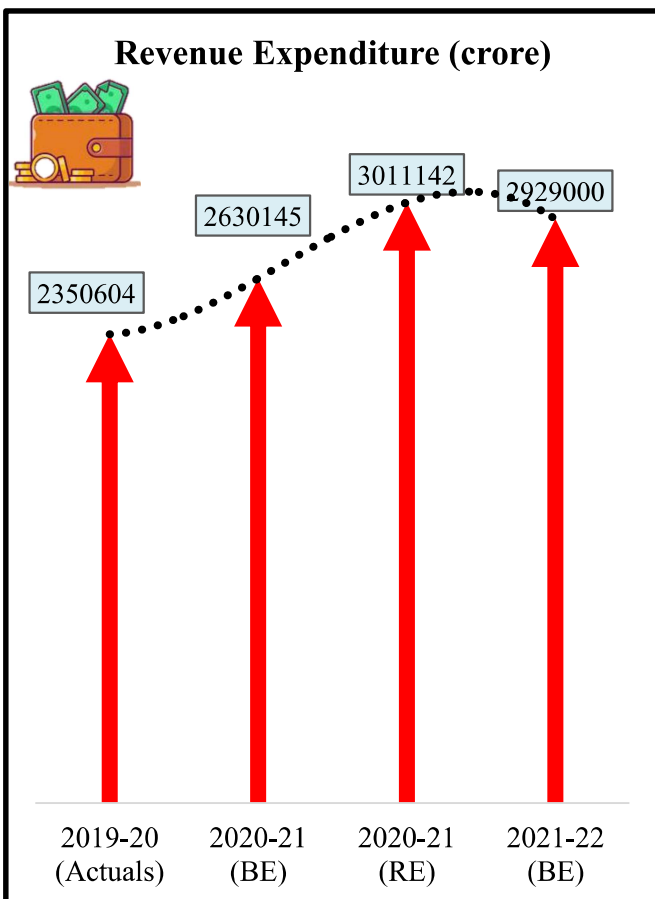 Revenue Expenditure (crore)
2350604
2630145
3011142
2929000
2019-20
(Actuals)
2020-21
(BE)
2020-21
(RE)
2021-22
(BE)